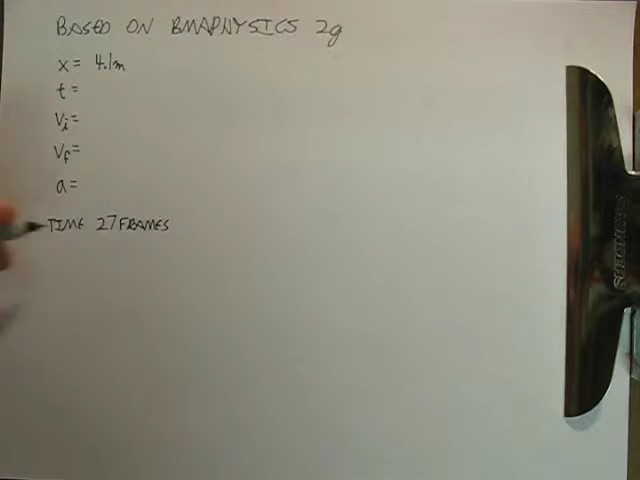 BASED ON BMAPHYSICS 2g
x = 4.1m
t =
Vi =
Vf =
a =
TIME 27 FRAMES